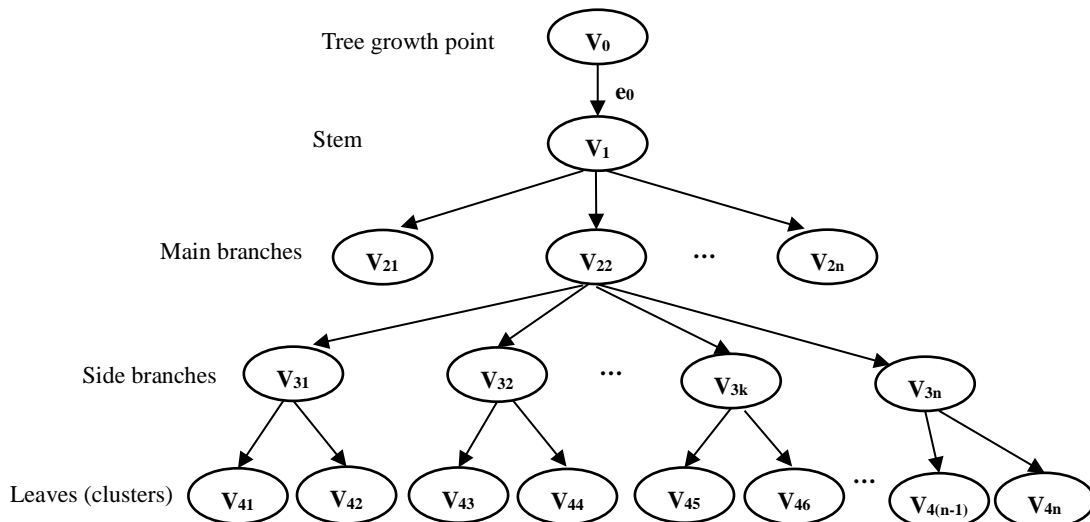 Tree growth point V0
e0
Stem V1
Main branches V21 V22 ... V2n
Side branches V31 V32 ... V3k V3n
Leaves (clusters) V41 V42 V43 V44 V45 V46 ... V4(n-1) V4n